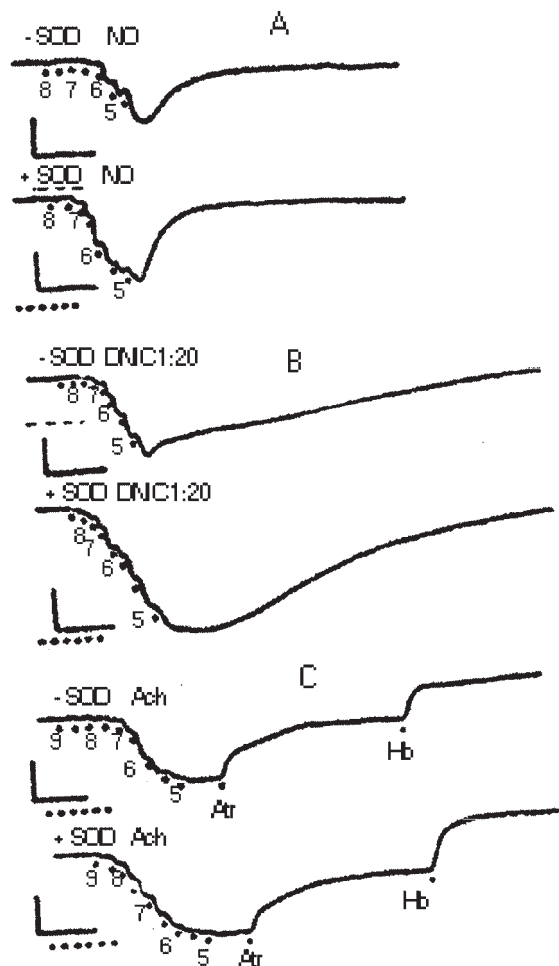 A
- SOD NO
8 7 6
5
+ SOD NO
8 7
6
5
B
- SOD DNIC1:20
8 7
6
5
+ SOD DNIC1:20
8
7
6
5
C
- SOD Ach
9 8 7
6
5
Atr
Hb
+ SOD Ach
9 8
7
6 5
Atr
Hb